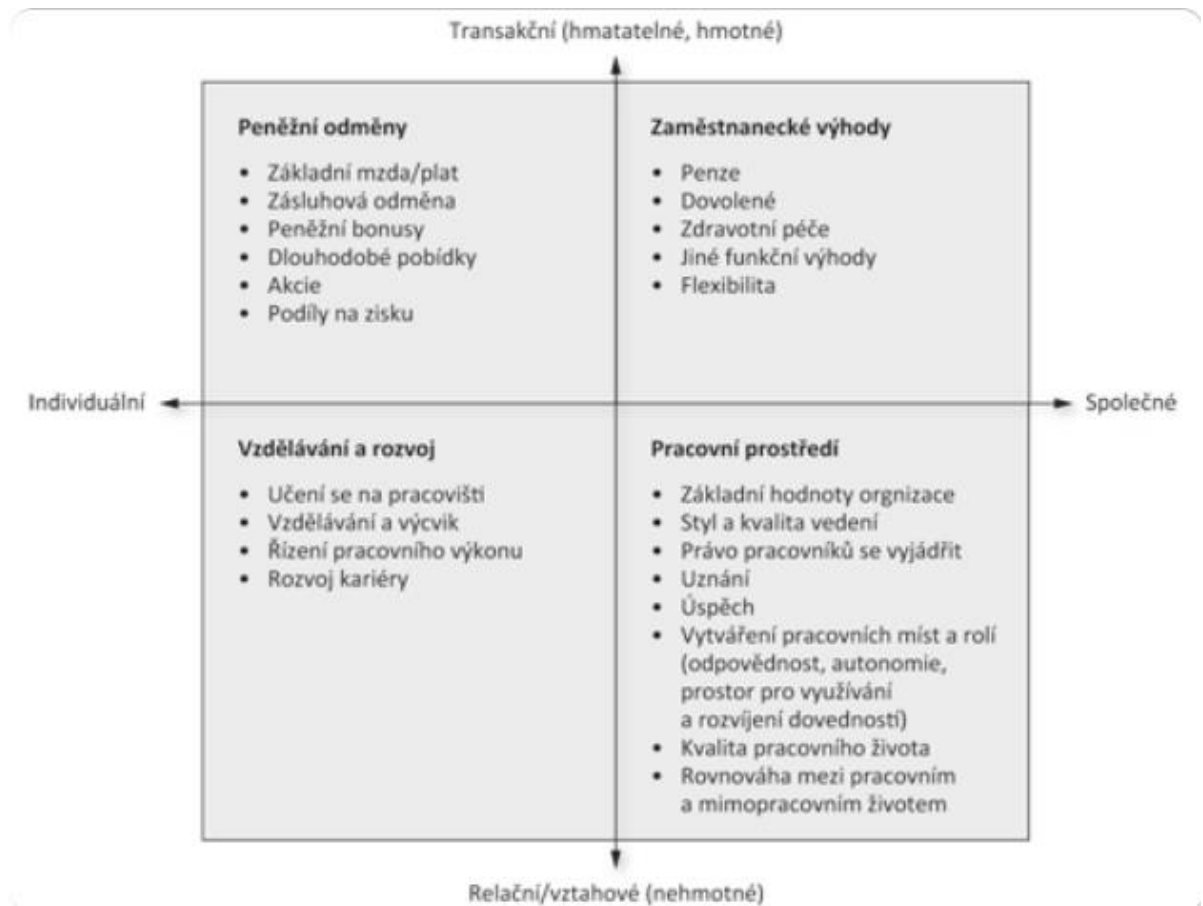 Transakční (hmatatelné, hmotné)
Peněžní odměny
• Základní mzda/plat
• Zásluhová odměna
• Peněžní bonusy
• Dlouhodobé pobídky
• Akcie
• Podíly na zisku
Zaměstnanecké výhody
• Penze
• Dovolené
• Zdravotní péče
• Jiné funkční výhody
• Flexibilita
Individuální
Společné
Vzdělávání a rozvoj
• Učení se na pracovišti
• Vzdělávání a výcvik
• Řízení pracovního výkonu
• Rozvoj kariéry
Pracovní prostředí
• Základní hodnoty orgnizace
• Styl a kvalita vedení
• Právo pracovníků se vyjádřit
• Uznání
• Úspěch
• Vytváření pracovních míst a rolí
(odpovědnost, autonomie,
prostor pro využívání
a rozvíjení dovedností)
• Kvalita pracovního života
• Rovnováha mezi pracovním
a mimopracovním životem
Relační/vztahové (nehmotné)